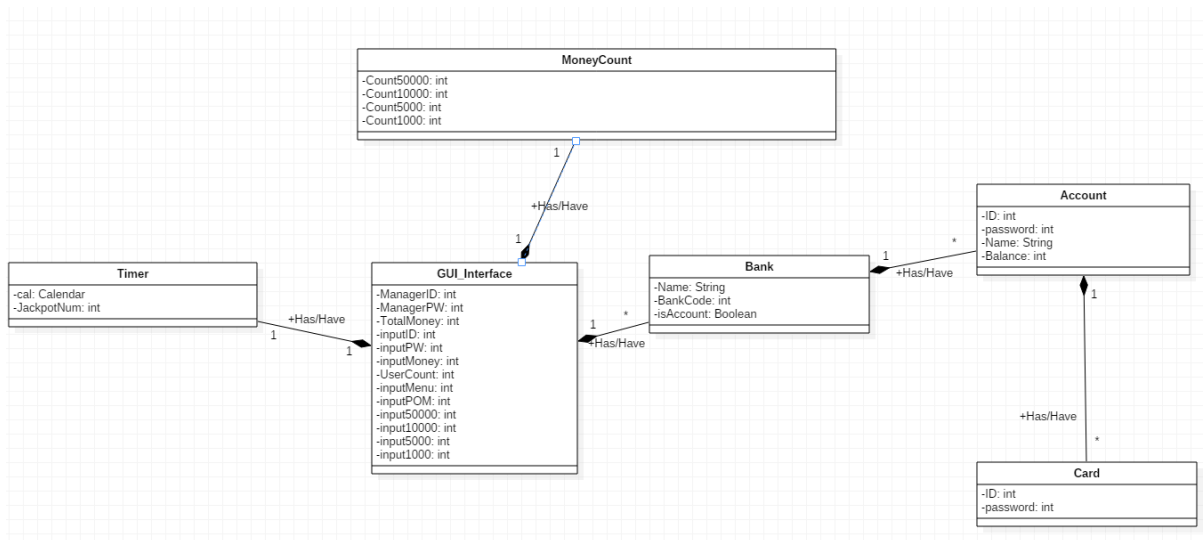 MoneyCount
-Count50000: int
-Count10000: int
-Count5000: int
-Count1000: int
1
+Has/Have
1
Timer
-cal: Calendar
-JackpotNum: int
+Has/Have
1
1
GUI_Interface
-ManagerID: int
-ManagerPW: int
-TotalMoney: int
-inputID: int
-inputPW: int
-inputMoney: int
-UserCount: int
-inputMenu: int
-inputPOM: int
-input50000: int
-input10000: int
-input5000: int
-input1000: int
1
*
+Has/Have
Bank
-Name: String
-BankCode: int
-isAccount: Boolean
1
*
+Has/Have
Account
-ID: int
-password: int
-Name: String
-Balance: int
1
+Has/Have
*
Card
-ID: int
-password: int